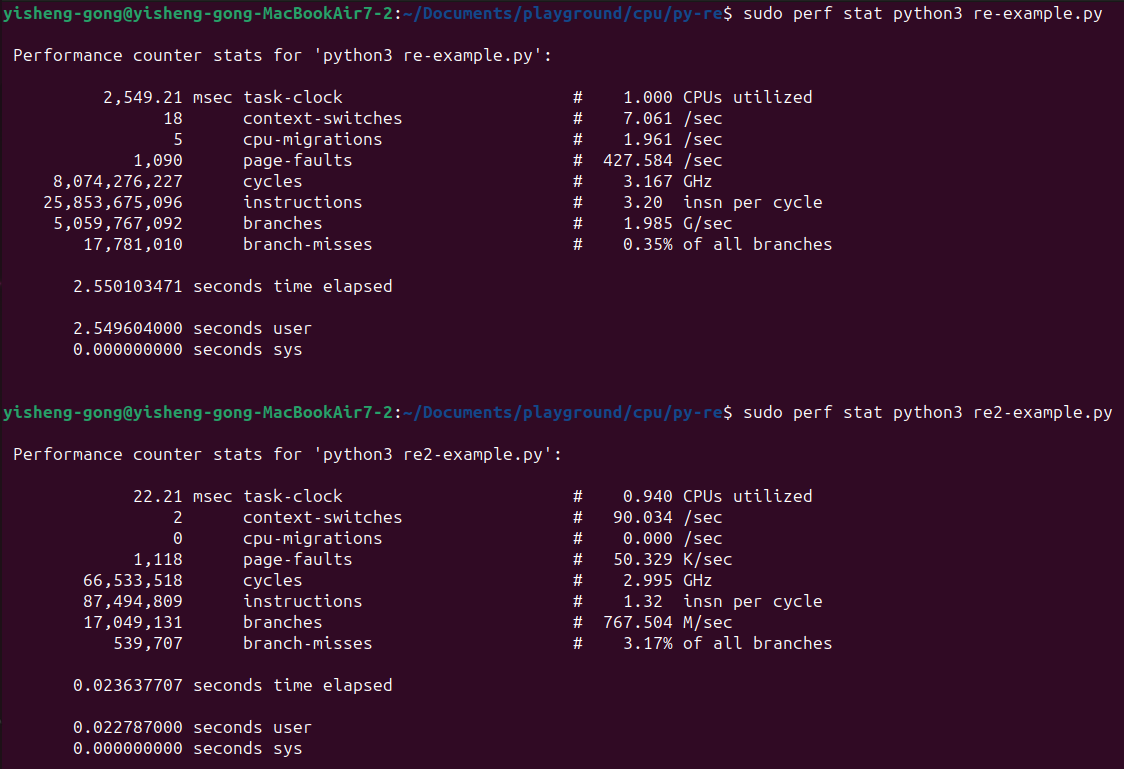 yisheng-gong@yisheng-gong-MacBookAir7-2:~/Documents/playground/cpu/py-re$ sudo perf stat python3 re-example.py
Performance counter stats for 'python3 re-example.py':
2,549.21 msec task-clock # 1.000 CPUs utilized
18 context-switches # 7.061 /sec
5 cpu-migrations # 1.961 /sec
1,090 page-faults # 427.584 /sec
8,074,276,227 cycles # 3.167 GHz
25,853,675,096 instructions # 3.20 insn per cycle
5,059,767,092 branches # 1.985 G/sec
17,781,010 branch-misses # 0.35% of all branches
2.550103471 seconds time elapsed
2.549604000 seconds user
0.000000000 seconds sys
yisheng-gong@yisheng-gong-MacBookAir7-2:~/Documents/playground/cpu/py-re$ sudo perf stat python3 re2-example.py
Performance counter stats for 'python3 re2-example.py':
22.21 msec task-clock # 0.940 CPUs utilized
2 context-switches # 90.034 /sec
0 cpu-migrations # 0.000 /sec
1,118 page-faults # 50.329 K/sec
66,533,518 cycles # 2.995 GHz
87,494,809 instructions # 1.32 insn per cycle
17,049,131 branches # 767.504 M/sec
539,707 branch-misses # 3.17% of all branches
0.023637707 seconds time elapsed
0.022787000 seconds user
0.000000000 seconds sys